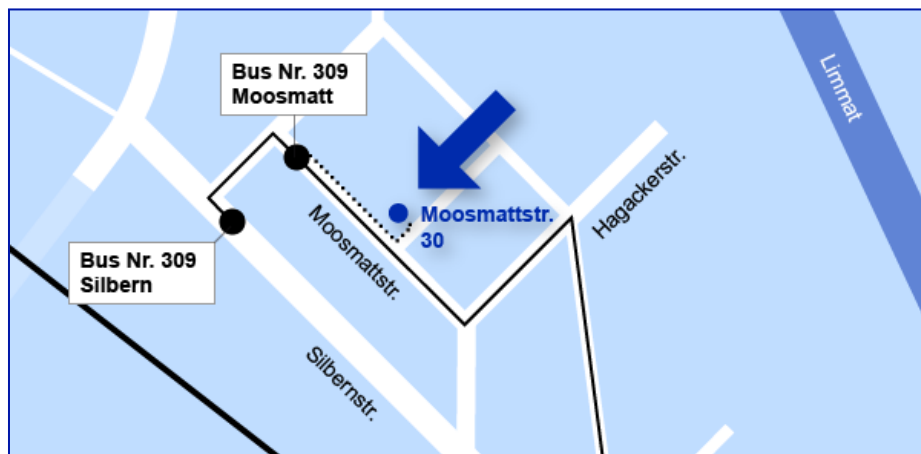 Bus Nr. 309
Moosmatt
Limmat
Hagackerstr.
Moosmattstr.
30
Moosmattstr.
Bus Nr. 309
Silbern
Silbernstr.